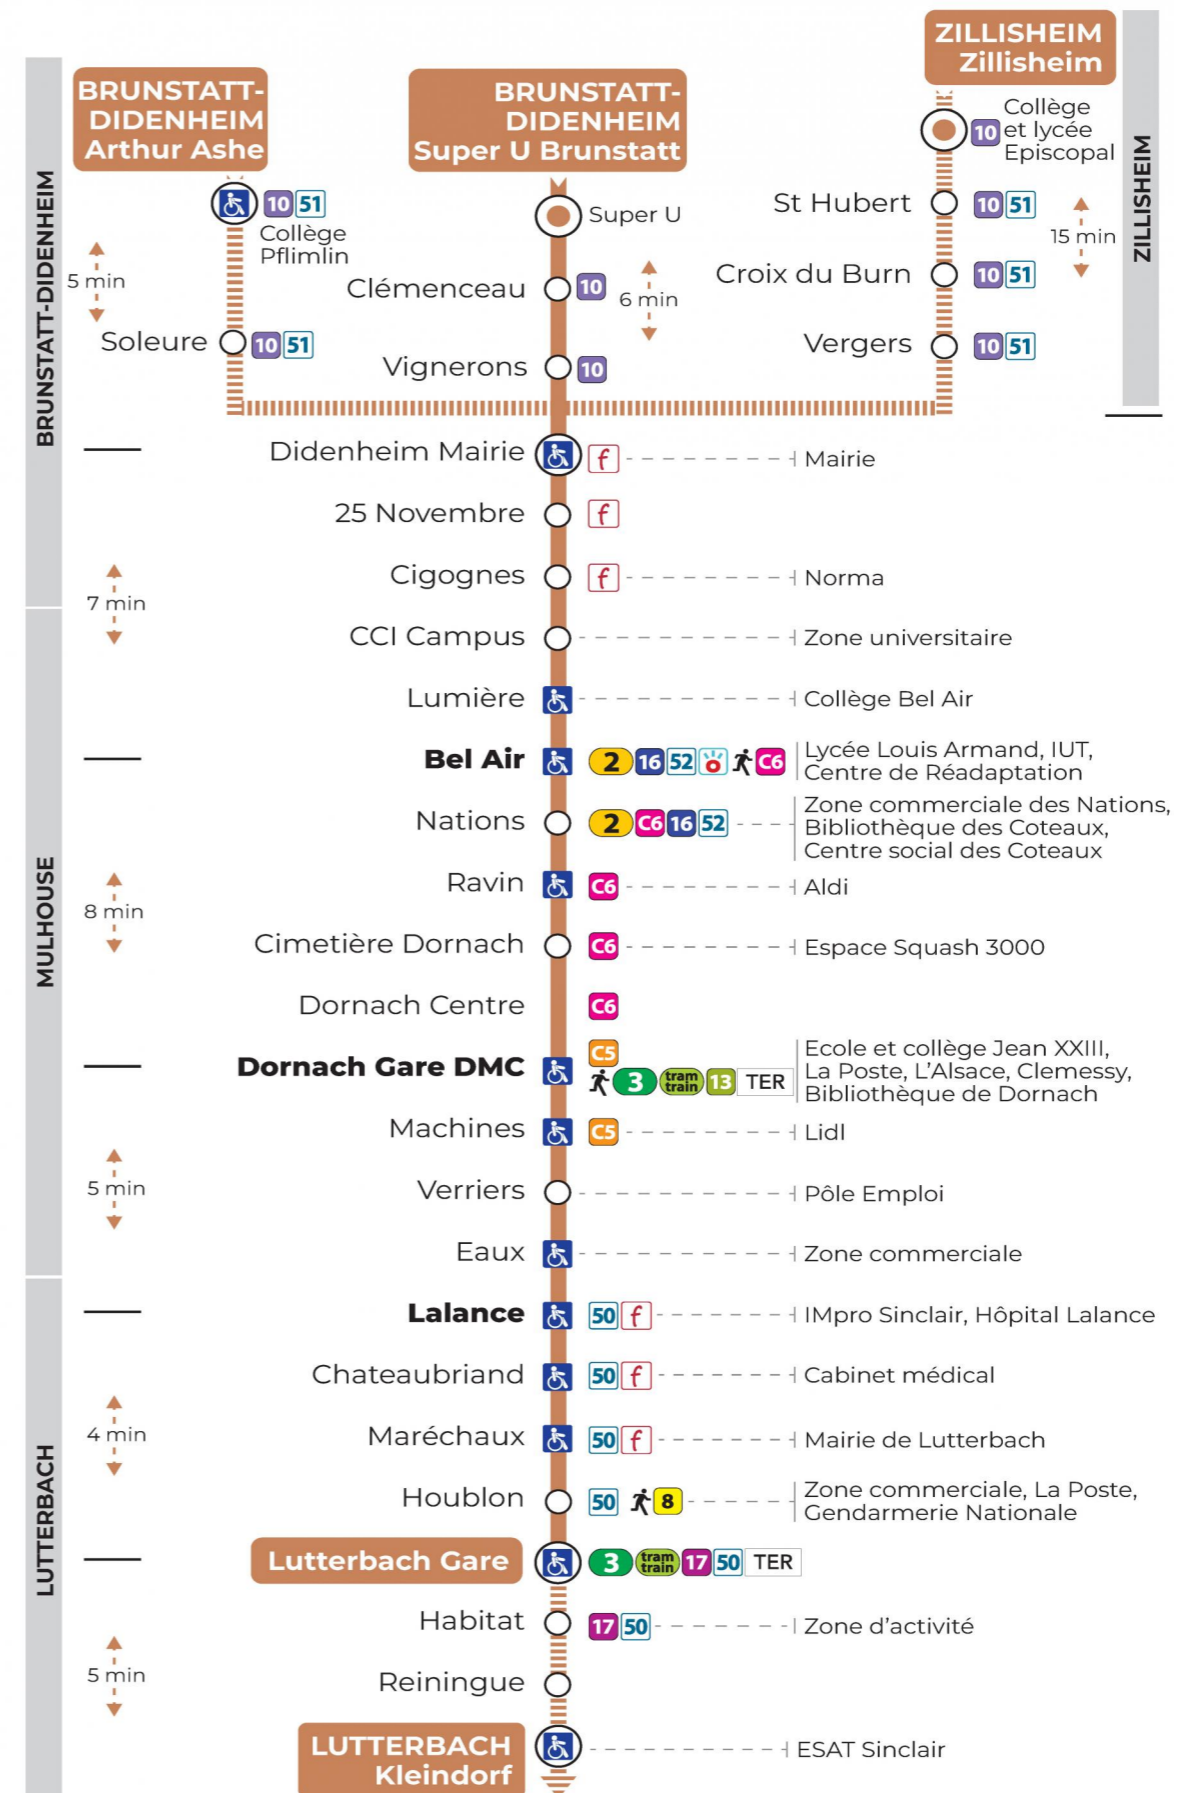 BRUNSTATT-
DIDENHEIM
Arthur Ashe
BRUNSTATT-
DIDENHEIM
Super U Brunstatt
ZILLISHEIM
Zillisheim
BRUNSTATT-DIDENHEIM
ZILLISHEIM
10 51
Collège
Pflimlin
5 min
Soleure 10 51
Super U
Clémenceau 10
6 min
Vignerons 10
10
Collège
et lycée
Episcopal
St Hubert 10 51
15 min
Croix du Burn 10 51
Vergers 10 51
Didenheim Mairie f Mairie
25 Novembre f
Cigognes f Norma
7 min
CCI Campus Zone universitaire
Lumière Collège Bel Air
MULHOUSE
Bel Air 2 16 52 C6 Lycée Louis Armand, IUT,
Centre de Réadaptation
Nations 2 C6 16 52 Zone commerciale des Nations,
Bibliothèque des Coteaux,
Centre social des Coteaux
Ravin C6 Aldi
8 min
Cimetière Dornach C6 Espace Squash 3000
Dornach Centre C6
Dornach Gare DMC C5 Ecole et collège Jean XXIII,
3 tram train 13 TER La Poste, L'Alsace, Clemessy,
Bibliothèque de Dornach
Machines C5 Lidl
5 min
Verriers Pôle Emploi
Eaux Zone commerciale
LUTTERBACH
Lalance 50 f IMpro Sinclair, Hôpital Lalance
Chateaubriand 50 f Cabinet médical
4 min
Maréchaux 50 f Mairie de Lutterbach
Houblon 50 8 Zone commerciale, La Poste,
Gendarmerie Nationale
Lutterbach Gare 3 tram train 17 50 TER
Habitat 17 50 Zone d'activité
5 min
Reiningue
LUTTERBACH
Kleindorf
ESAT Sinclair